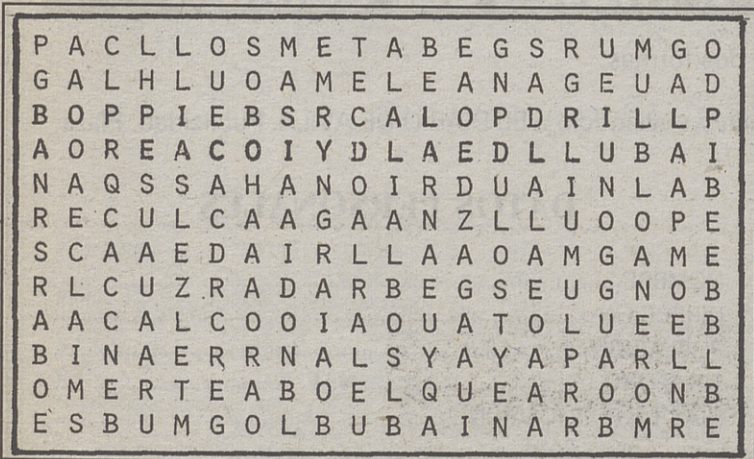 P A C L L O S M E T A B E G S R U M G O
G A L H L U O A M E L E A N A G E U A D
B O P P I E B S R C A L O P D R I L L P
A O R E A C O I Y D L A E D L L U B A I
N A Q S S A H A N O I R D U A I N L A B
R E C U L C A A G A A N Z L L U O O P E
S C A A E D A I R L L A A O A M G A M E
R L C U Z R A D A R B E G S E U G N O B
A A C A L C O O I A O U A T O L U E E B
B I N A E R R N A L S Y A Y A P A R L L
O M E R T E A B O E L Q U E A R O O N B
E S B U M G O L B U B A I N A R B M R E